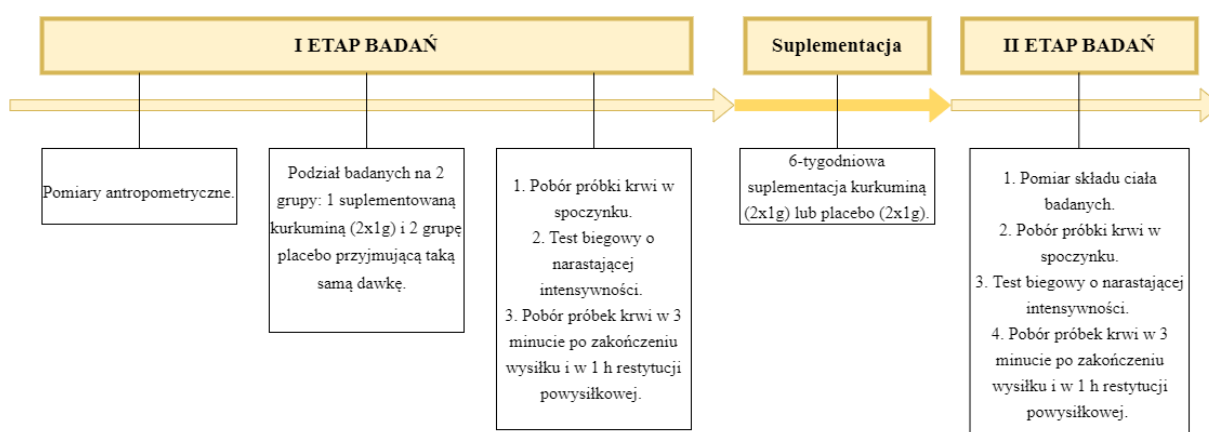 I ETAP BADAŃ
Suplementacja
II ETAP BADAŃ
Pomiary antropometryczne.
Podział badanych na 2
grupy: 1 suplementowaną
kurkuminą (2x1g) i 2 grupę
placebo przyjmującą taką
samą dawkę.
1. Pobór próbki krwi w
spoczynku.
2. Test biegowy o
narastającej
intensywności.
3. Pobór próbek krwi w 3
minucie po zakończeniu
wysiłku i w 1 h restytucji
powysiłkowej.
6-tygodniowa
suplementacja kurkuminą
(2x1g) lub placebo (2x1g).
1. Pomiar składu ciała
badanych.
2. Pobór próbki krwi w
spoczynku.
3. Test biegowy o narastającej
intensywności.
4. Pobór próbek krwi w 3
minucie po zakończeniu
wysiłku i w 1 h restytucji
powysiłkowej.